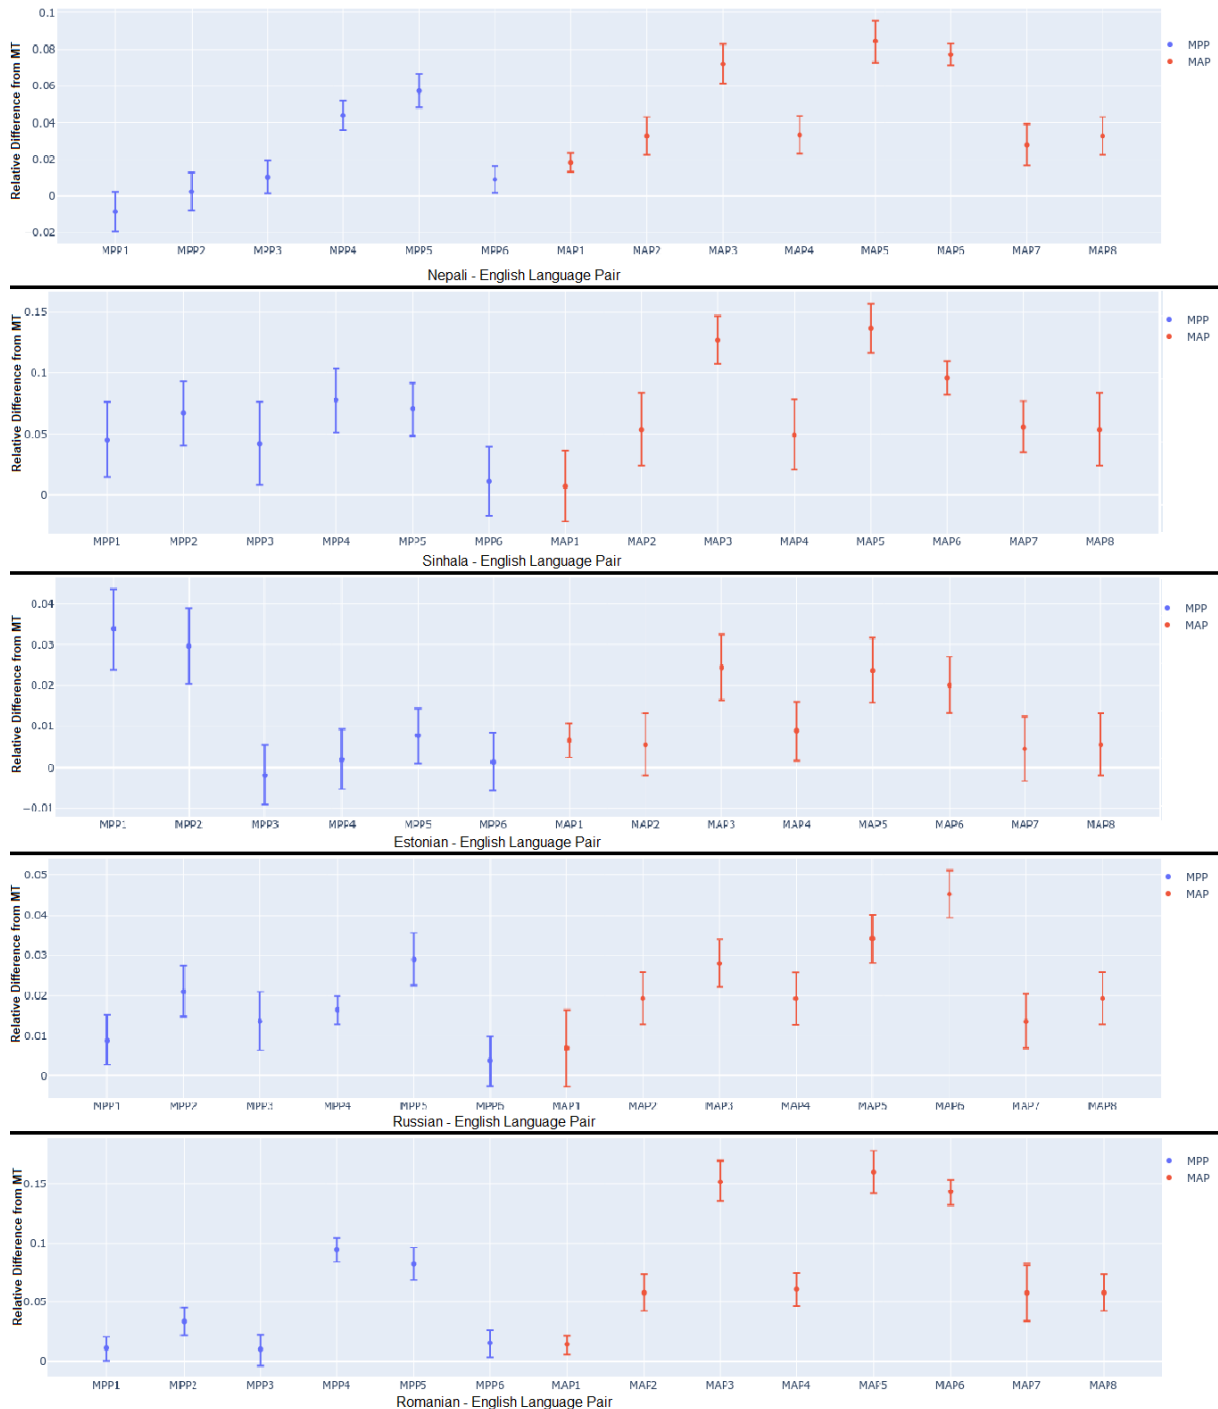 Relative Difference from MT
0.1
0.08
0.06
0.04
0.02
0
−0.02
MPP1 MPP2 MPP3 MPP4 MPP5 MPP6 MAP1 MAP2 MAP3 MAP4 MAP5 MAP6 MAP7 MAP8
MPP
MAP
Nepali - English Language Pair
Relative Difference from MT
0.15
0.1
0.05
0
MPP1 MPP2 MPP3 MPP4 MPP5 MPP6 MAP1 MAP2 MAP3 MAP4 MAP5 MAP6 MAP7 MAP8
MPP
MAP
Sinhala - English Language Pair
Relative Difference from MT
0.04
0.03
0.02
0.01
0
−0.01
MPP1 MPP2 MPP3 MPP4 MPP5 MPP6 MAP1 MAP2 MAP3 MAP4 MAP5 MAP6 MAP7 MAP8
MPP
MAP
Estonian - English Language Pair
Relative Difference from MT
0.05
0.04
0.03
0.02
0.01
0
MPP1 MPP2 MPP3 MPP4 MPP5 MPP6 MAP1 MAP2 MAP3 MAP4 MAP5 MAP6 MAP7 MAP8
MPP
MAP
Russian - English Language Pair
Relative Difference from MT
0.15
0.1
0.05
0
MPP1 MPP2 MPP3 MPP4 MPP5 MPP6 MAP1 MAP2 MAP3 MAP4 MAP5 MAP6 MAP7 MAP8
MPP
MAP
Romanian - English Language Pair